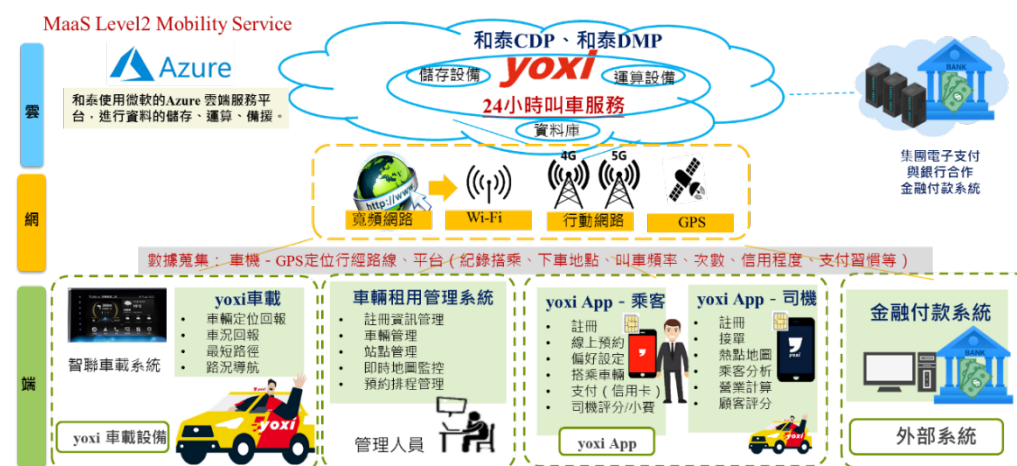 MaaS Level2 Mobility Service
Azure
和泰使用微軟的Azure 雲端服務平
台，進行資料的儲存、運算、備援。
雲
和泰CDP、和泰DMP
儲存設備
yoxi
運算設備
24小時叫車服務
資料庫
BANK
集團電子支付
與銀行合作
金融付款系統
網
http://www
寬頻網路
Wi-Fi
4G
5G
行動網路
GPS
數據蒐集： 車機－GPS定位行經路線、平台（紀錄搭乘、下車地點、叫車頻率、次數、信用程度、支付習慣等）
端
智聯車載系統
yoxi車載
• 車輛定位回報
• 車況回報
• 最短路徑
• 路況導航
yoxi
yoxi 車載設備
車輛租用管理系統
• 註冊資訊管理
• 車輛管理
• 站點管理
• 即時地圖監控
• 預約排程管理
管理人員
yoxi App－乘客
• 註冊
• 線上預約
• 偏好設定
• 搭乘車輛
• 支付（信用卡）
• 司機評分/小費
yoxi App
yoxi App－司機
• 註冊
• 接單
• 熱點地圖
• 乘客分析
• 營業計算
• 顧客評分
yoxi
yoxi
金融付款系統
BANK
外部系統